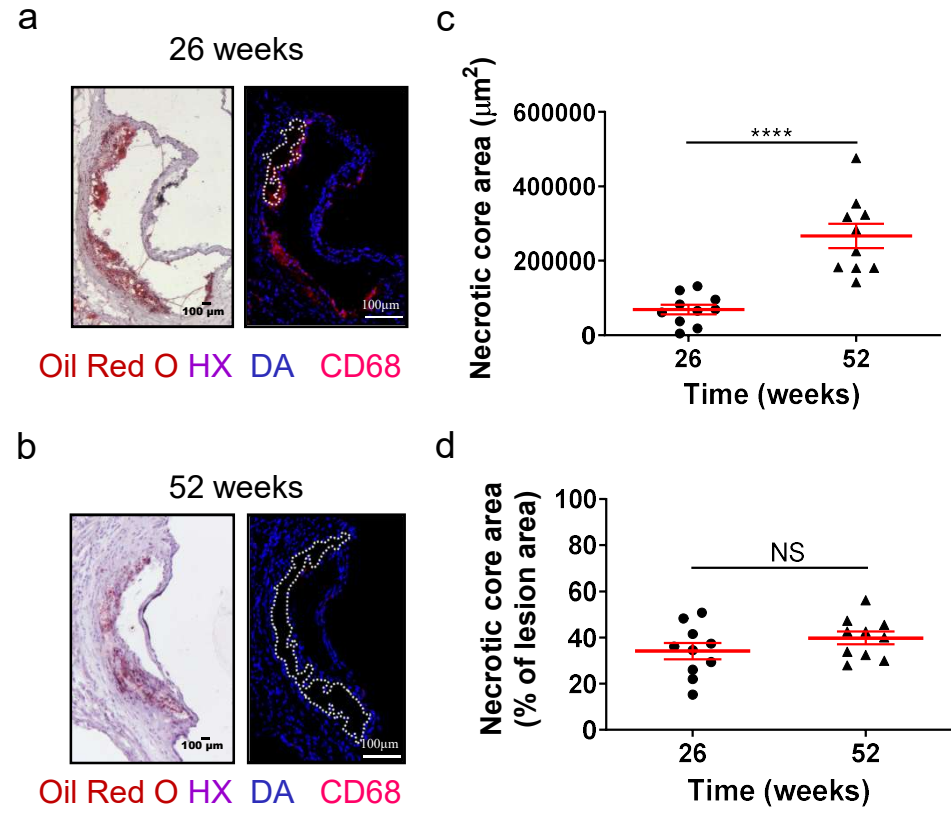 a
26 weeks
100 µm
100µm
Oil Red O HX DA CD68
b
52 weeks
100 µm
100µm
Oil Red O HX DA CD68
c
Necrotic core area (µm²)
600000
400000
200000
0
****
26
52
Time (weeks)
d
Necrotic core area
(% of lesion area)
100
80
60
40
20
0
NS
26
52
Time (weeks)